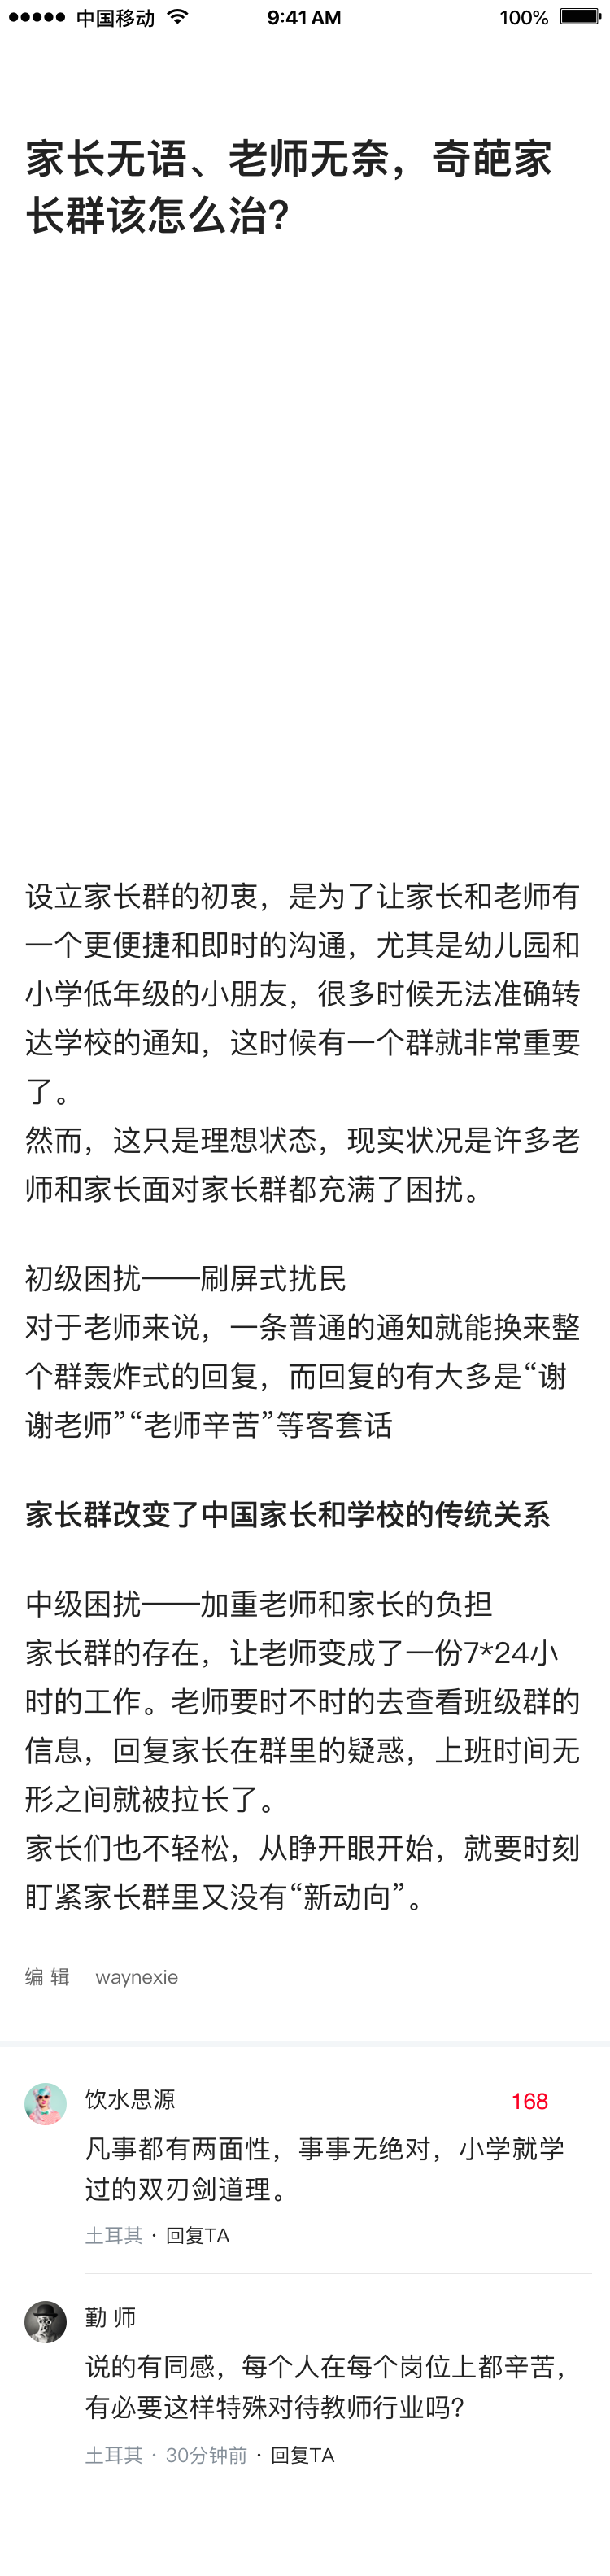 中国移动 9:41 AM 100%
家长无语、老师无奈，奇葩家
长群该怎么治?
设立家长群的初衷，是为了让家长和老师有
一个更便捷和即时的沟通，尤其是幼儿园和
小学低年级的小朋友，很多时候无法准确转
达学校的通知，这时候有一个群就非常重要
了。
然而，这只是理想状态，现实状况是许多老
师和家长面对家长群都充满了困扰。
初级困扰——刷屏式扰民
对于老师来说，一条普通的通知就能换来整
个群轰炸式的回复，而回复的有大多是“谢
谢老师”“老师辛苦”等客套话
家长群改变了中国家长和学校的传统关系
中级困扰——加重老师和家长的负担
家长群的存在，让老师变成了一份7*24小
时的工作。老师要时不时的去查看班级群的
信息，回复家长在群里的疑惑，上班时间无
形之间就被拉长了。
家长们也不轻松，从睁开眼开始，就要时刻
盯紧家长群里又没有“新动向”。
编 辑 waynexie
饮水思源 168
凡事都有两面性，事事无绝对，小学就学
过的双刃剑道理。
土耳其 · 回复TA
勤 师
说的有同感，每个人在每个岗位上都辛苦，
有必要这样特殊对待教师行业吗?
土耳其 · 30分钟前 · 回复TA